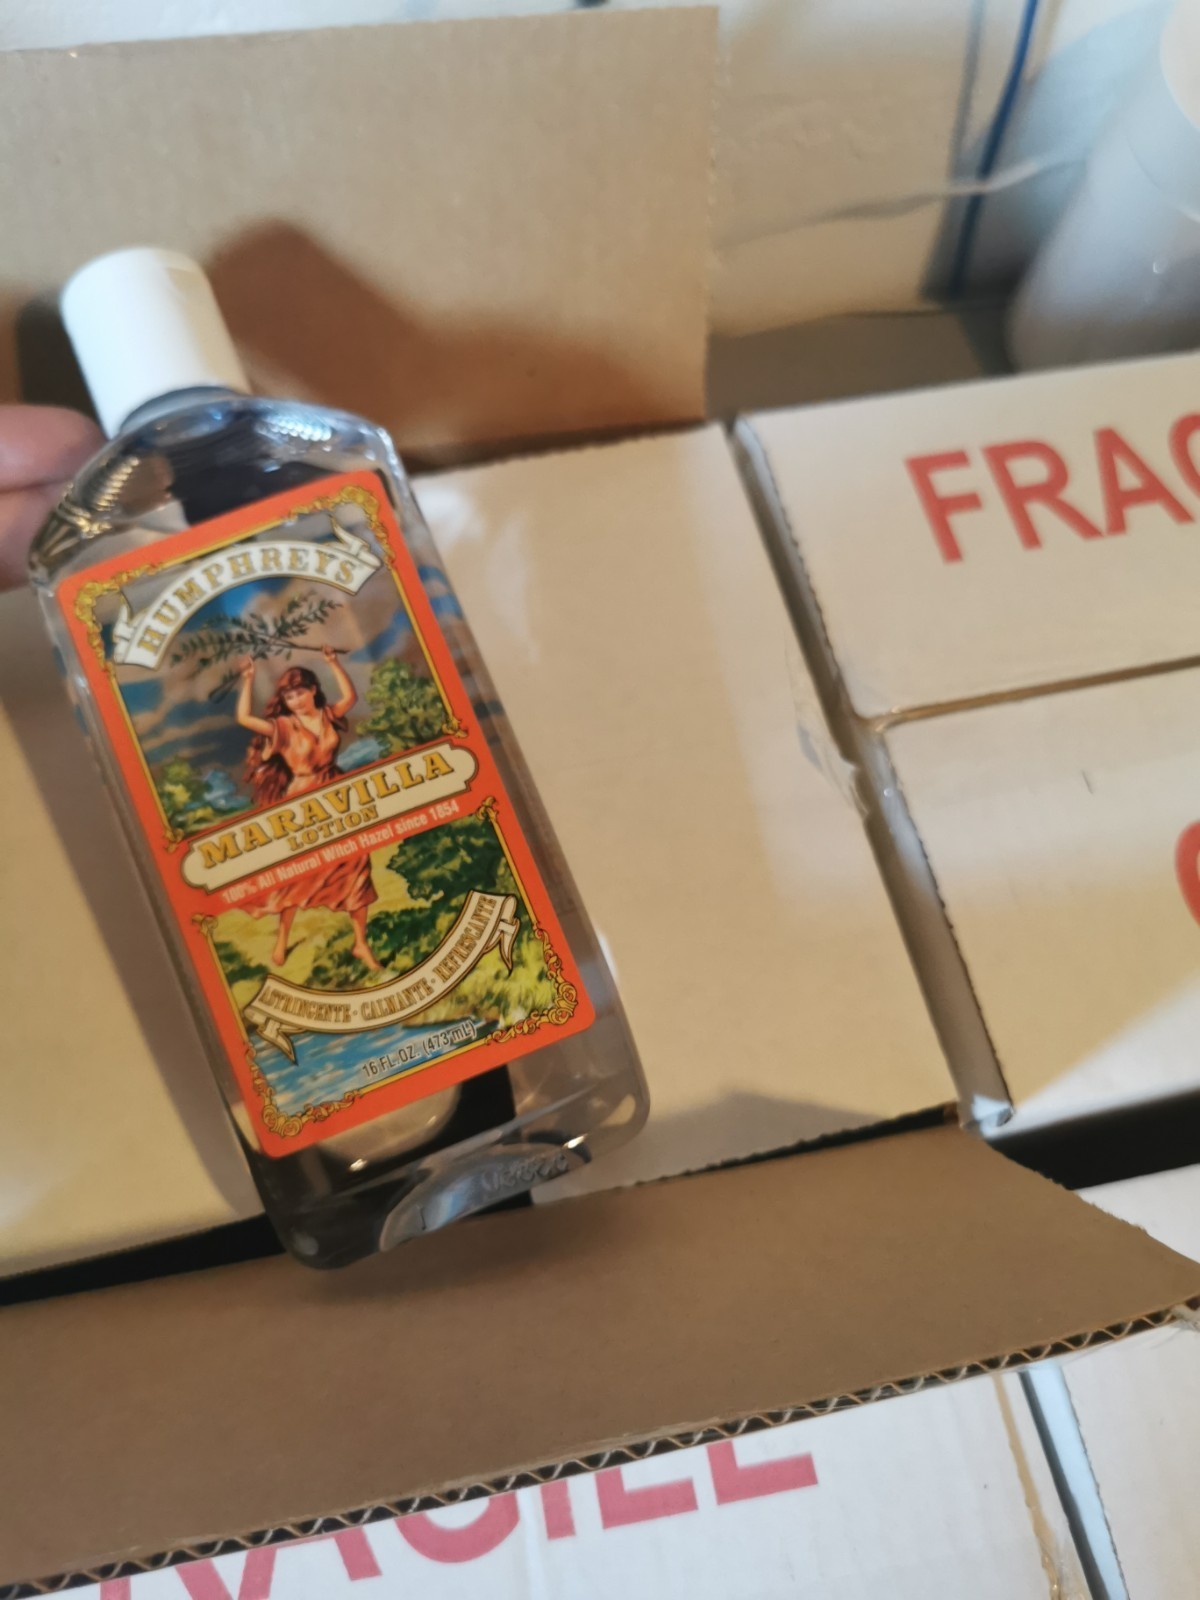 HUMPHREYS
MARAVILLA
LOTION
100% All Natural Witch Hazel since 1854
ASTRINGENTE • CALMANTE • REFRESCANTE
16 FL.OZ. (473 mL)
FRAG
FRAGILE